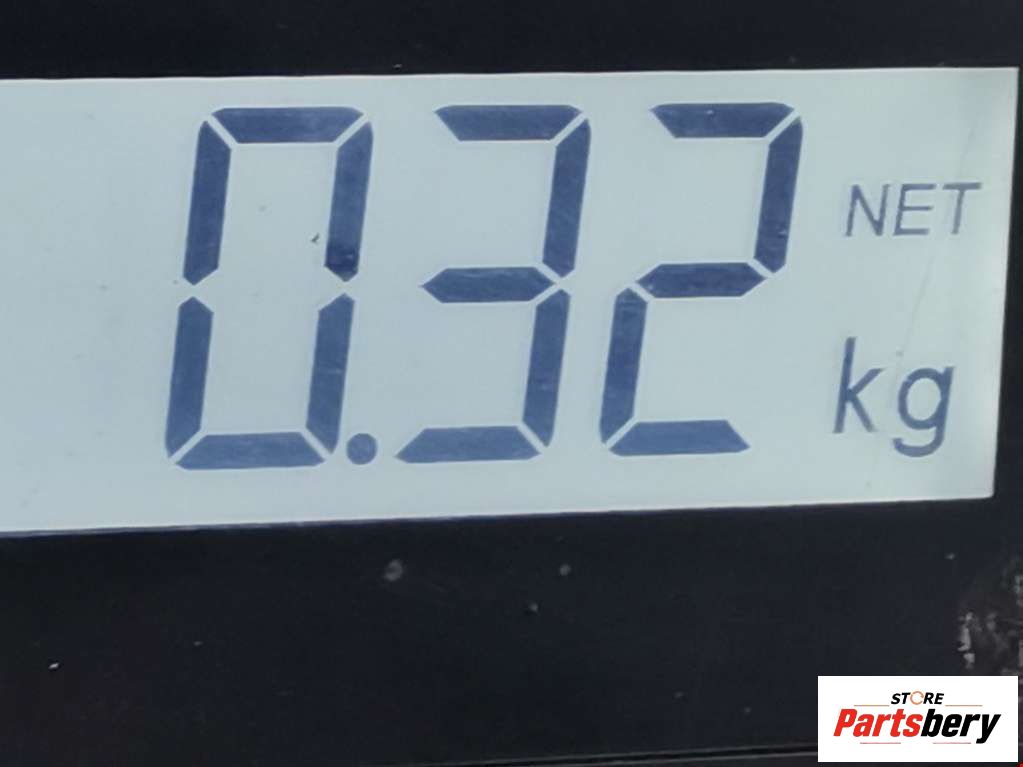 0.32 NET
kg
STORE
Partsbery